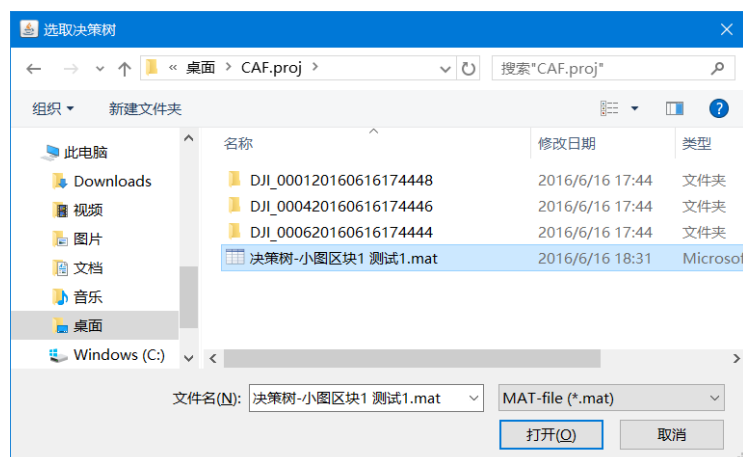 选取决策树
« 桌面 > CAF.proj >
搜索"CAF.proj"
组织 新建文件夹
名称 修改日期 类型
此电脑
Downloads
视频
图片
文档
音乐
桌面
Windows (C:)
DJI_000120160616174448 2016/6/16 17:44 文件夹
DJI_000420160616174446 2016/6/16 17:44 文件夹
DJI_000620160616174444 2016/6/16 17:44 文件夹
决策树-小图区块1 测试1.mat 2016/6/16 18:31 Microsof
文件名(N): 决策树-小图区块1 测试1.mat MAT-file (*.mat)
打开(O) 取消